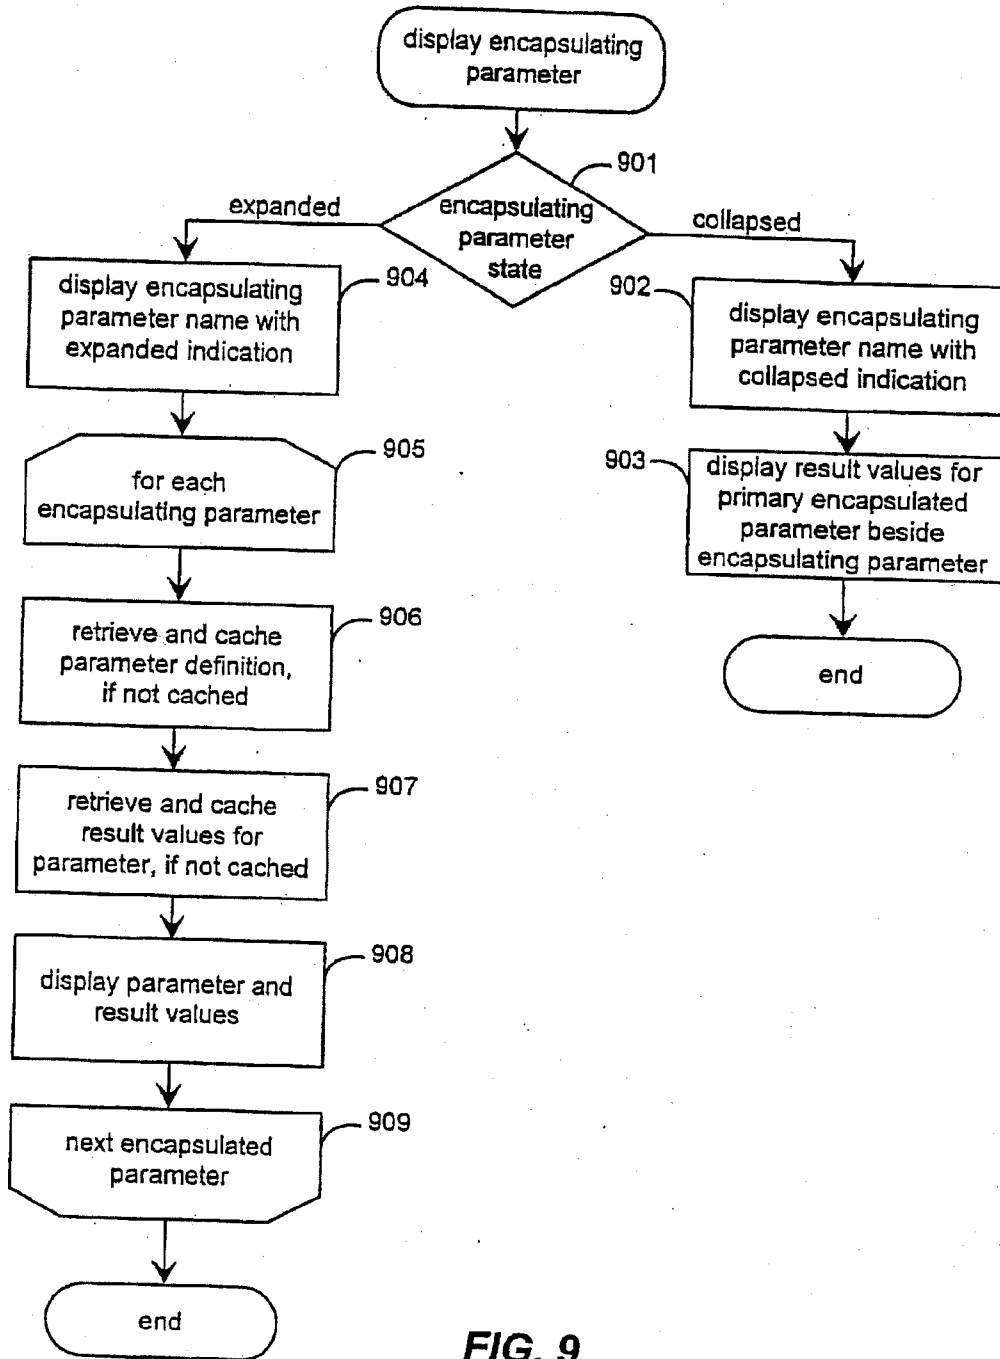 display encapsulating
parameter
901
encapsulating
parameter
state
expanded
collapsed
904
display encapsulating
parameter name with
expanded indication
902
display encapsulating
parameter name with
collapsed indication
905
for each
encapsulating parameter
903
display result values for
primary encapsulated
parameter beside
encapsulating parameter
906
retrieve and cache
parameter definition,
if not cached
end
907
retrieve and cache
result values for
parameter, if not cached
908
display parameter and
result values
909
next encapsulated
parameter
end
FIG. 9